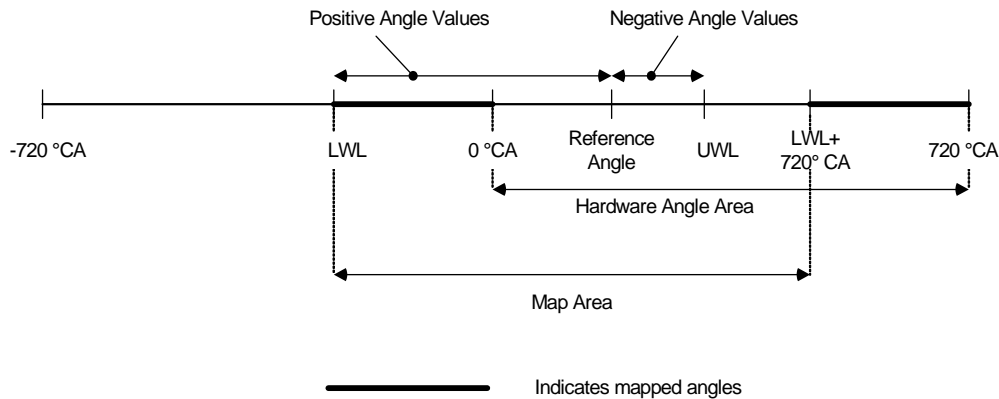 Positive Angle Values
Negative Angle Values
-720 °CA
LWL
0 °CA
Reference
Angle
UWL
LWL+
720° CA
720 °CA
Hardware Angle Area
Map Area
Indicates mapped angles